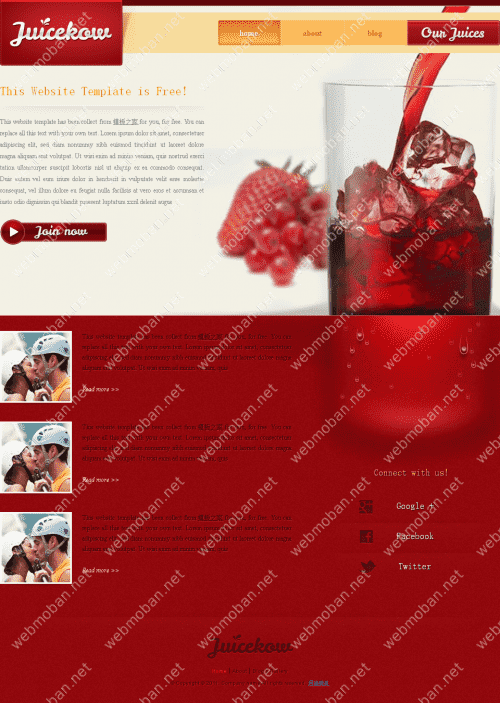 Juicekow
home
about
blog
Our Juices
This Website Template is Free!
This website template has been collect from 模板之家 for you, for free. You can
replace all this text with your own text. Lorem ipsum dolor sit amet, consectetuer
adipiscing elit, sed diam nonummy nibh euismod tincidunt ut laoreet dolore
magna aliquam erat volutpat. Ut wisi enim ad minim veniam, quis nostrud exerci
tation ullamcorper suscipit lobortis nisl ut aliquip ex ea commodo consequat.
Duis autem vel eum iriure dolor in hendrerit in vulputate velit esse molestie
consequat, vel illum dolore eu feugiat nulla facilisis at vero eros et accumsan et
iusto odio dignissim qui blandit praesent luptatum zzril delenit augue
Join now
This website template has been collect from 模板之家 for you, for free. You can
replace all this text with your own text. Lorem ipsum dolor sit amet, consectetuer
adipiscing elit, sed diam nonummy nibh euismod tincidunt ut laoreet dolore magna
aliquam erat volutpat. Ut wisi enim ad minim veniam, quis
Read more >>
This website template has been collect from 模板之家 for you, for free. You can
replace all this text with your own text. Lorem ipsum dolor sit amet, consectetuer
adipiscing elit, sed diam nonummy nibh euismod tincidunt ut laoreet dolore magna
aliquam erat volutpat. Ut wisi enim ad minim veniam, quis
Read more >>
This website template has been collect from 模板之家 for you, for free. You can
replace all this text with your own text. Lorem ipsum dolor sit amet, consectetuer
adipiscing elit, sed diam nonummy nibh euismod tincidunt ut laoreet dolore magna
aliquam erat volutpat. Ut wisi enim ad minim veniam, quis
Read more >>
Connect with us!
Google +
Facebook
Twitter
Juicekow
webmoban.net